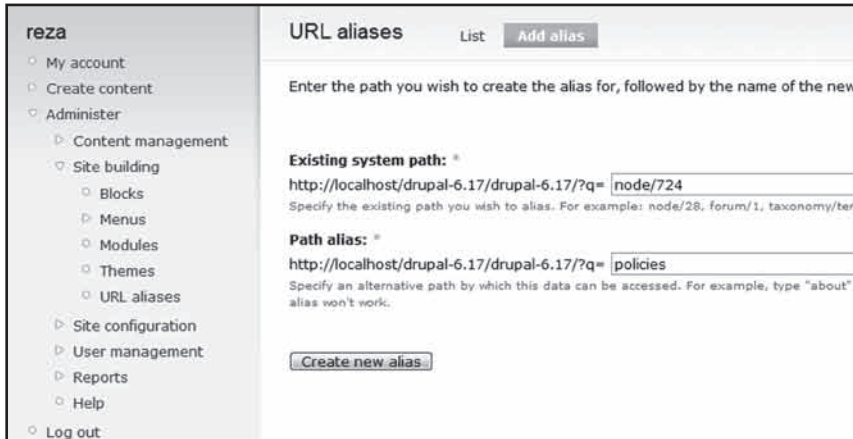 reza
My account
Create content
Administer
Content management
Site building
Blocks
Menus
Modules
Themes
URL aliases
Site configuration
User management
Reports
Help
Log out
URL aliases
List
Add alias
Enter the path you wish to create the alias for, followed by the name of the new
Existing system path: *
http://localhost/drupal-6.17/drupal-6.17/?q= node/724
Specify the existing path you wish to alias. For example: node/28, forum/1, taxonomy/ter
Path alias: *
http://localhost/drupal-6.17/drupal-6.17/?q= policies
Specify an alternative path by which this data can be accessed. For example, type "about"
alias won't work.
Create new alias